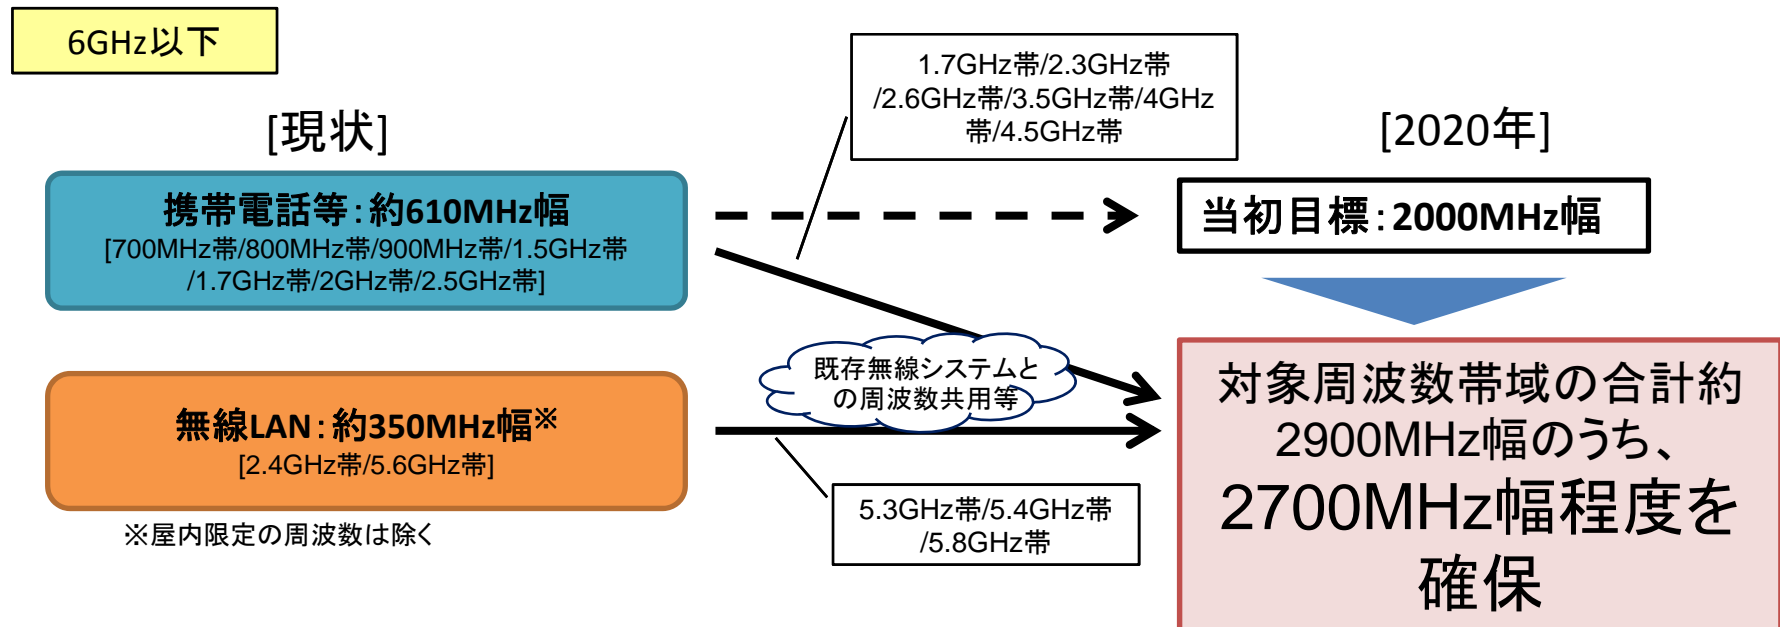 6GHz以下
1.7GHz帯/2.3GHz帯
/2.6GHz帯/3.5GHz帯/4GHz
帯/4.5GHz帯
[現状]
[2020年]
携帯電話等：約610MHz幅
[700MHz帯/800MHz帯/900MHz帯/1.5GHz帯
/1.7GHz帯/2GHz帯/2.5GHz帯]
当初目標：2000MHz幅
既存無線システムと
の周波数共用等
無線LAN：約350MHz幅※
[2.4GHz帯/5.6GHz帯]
※屋内限定の周波数は除く
5.3GHz帯/5.4GHz帯
/5.8GHz帯
対象周波数帯域の合計約
2900MHz幅のうち、
2700MHz幅程度を
確保